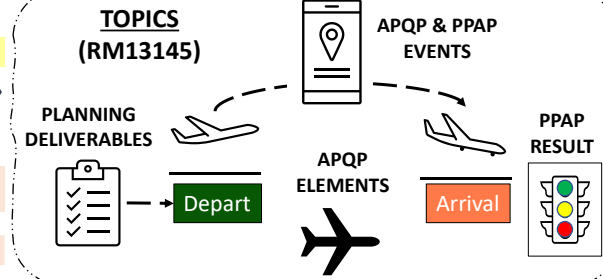 TOPICS
(RM13145)
APQP & PPAP
EVENTS
PLANNING
DELIVERABLES
PPAP
RESULT
APQP
ELEMENTS
Depart
Arrival